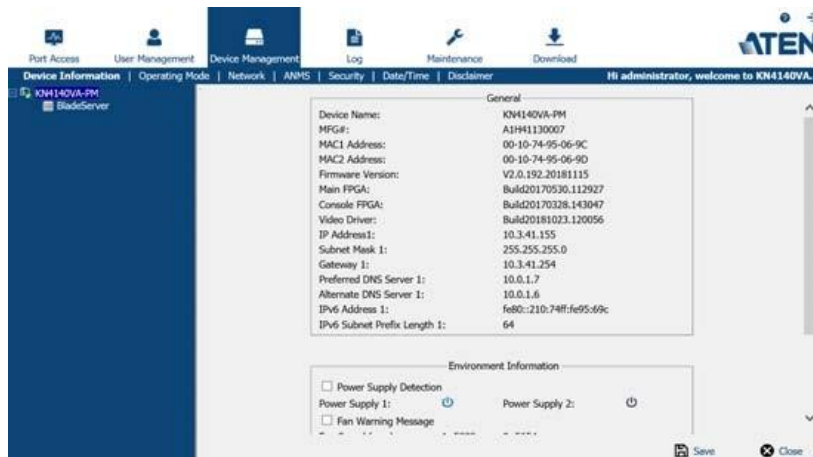 Port Access User Management Device Management Log Maintenance Download
ATEN
Device Information | Operating Mode | Network | ANMS | Security | Date/Time | Disclaimer Hi administrator, welcome to KN4140VA.
KN4140VA-PM
BladeServer
General
Device Name: KN4140VA-PM
MFG#: A1H41130007
MAC1 Address: 00-10-74-95-06-9C
MAC2 Address: 00-10-74-95-06-9D
Firmware Version: V2.0.192.20181115
Main FPGA: Build20170530.112927
Console FPGA: Build20170328.143047
Video Driver: Build20181023.120056
IP Address1: 10.3.41.155
Subnet Mask 1: 255.255.255.0
Gateway 1: 10.3.41.254
Preferred DNS Server 1: 10.0.1.7
Alternate DNS Server 1: 10.0.1.6
IPv6 Address 1: fe80::210:74ff:fe95:69c
IPv6 Subnet Prefix Length 1: 64
Environment Information
Power Supply Detection
Power Supply 1: Power Supply 2:
Fan Warning Message
Save Close